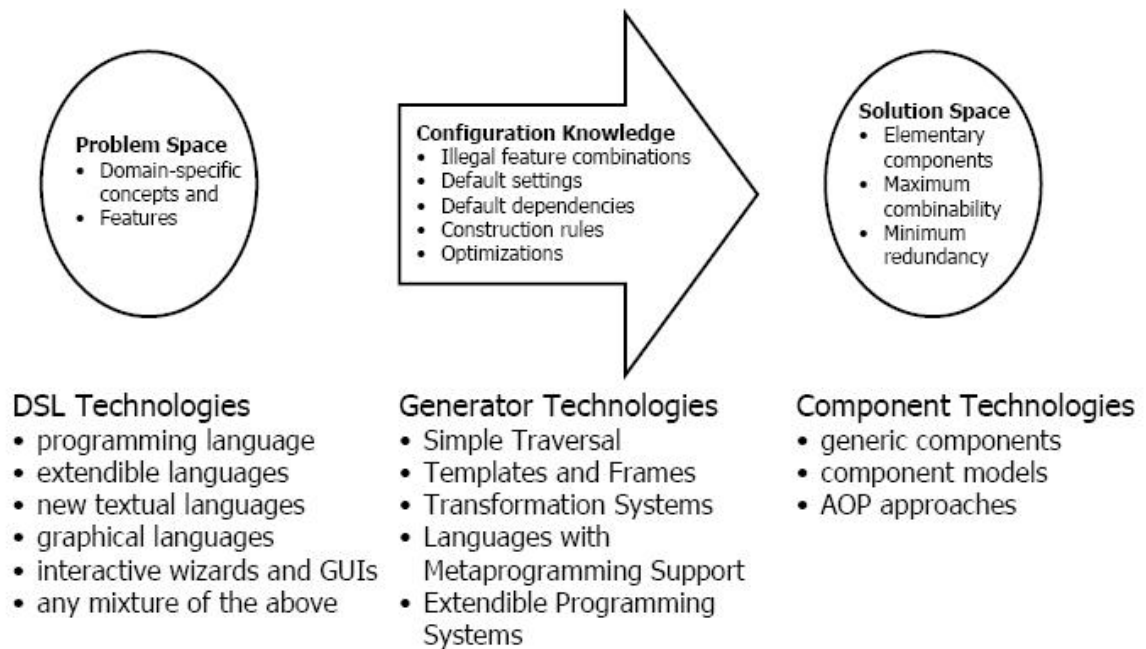 Problem Space
• Domain-specific
concepts and
• Features
Configuration Knowledge
• Illegal feature combinations
• Default settings
• Default dependencies
• Construction rules
• Optimizations
Solution Space
• Elementary
components
• Maximum
combinability
• Minimum
redundancy
DSL Technologies
• programming language
• extendible languages
• new textual languages
• graphical languages
• interactive wizards and GUIs
• any mixture of the above
Generator Technologies
• Simple Traversal
• Templates and Frames
• Transformation Systems
• Languages with
Metaprogramming Support
• Extendible Programming
Systems
Component Technologies
• generic components
• component models
• AOP approaches